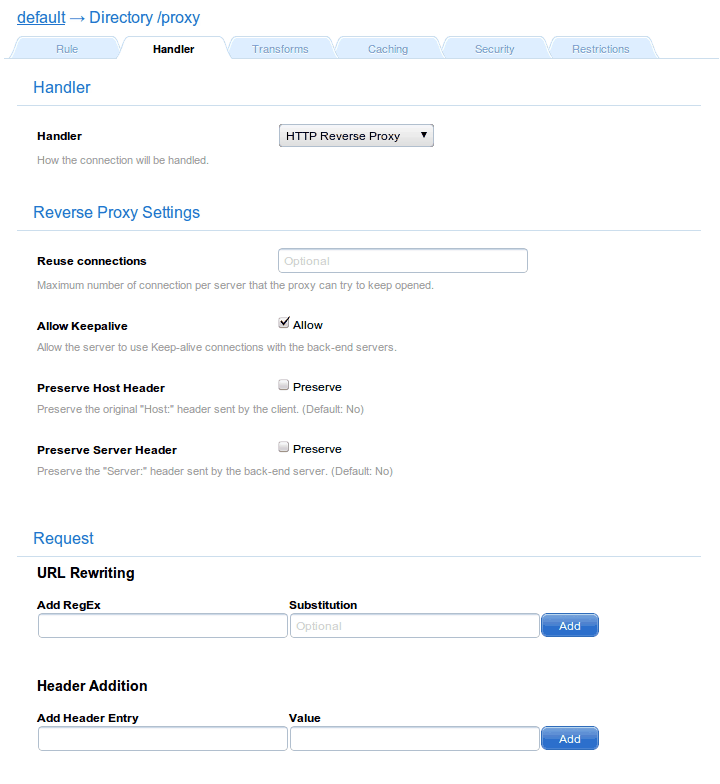 default → Directory /proxy
Rule Handler Transforms Caching Security Restrictions
Handler
Handler HTTP Reverse Proxy ▼
How the connection will be handled.
Reverse Proxy Settings
Reuse connections Optional
Maximum number of connection per server that the proxy can try to keep opened.
Allow Keepalive Allow
Allow the server to use Keep-alive connections with the back-end servers.
Preserve Host Header Preserve
Preserve the original "Host:" header sent by the client. (Default: No)
Preserve Server Header Preserve
Preserve the "Server:" header sent by the back-end server. (Default: No)
Request
URL Rewriting
Add RegEx Substitution
Optional Add
Header Addition
Add Header Entry Value
Add